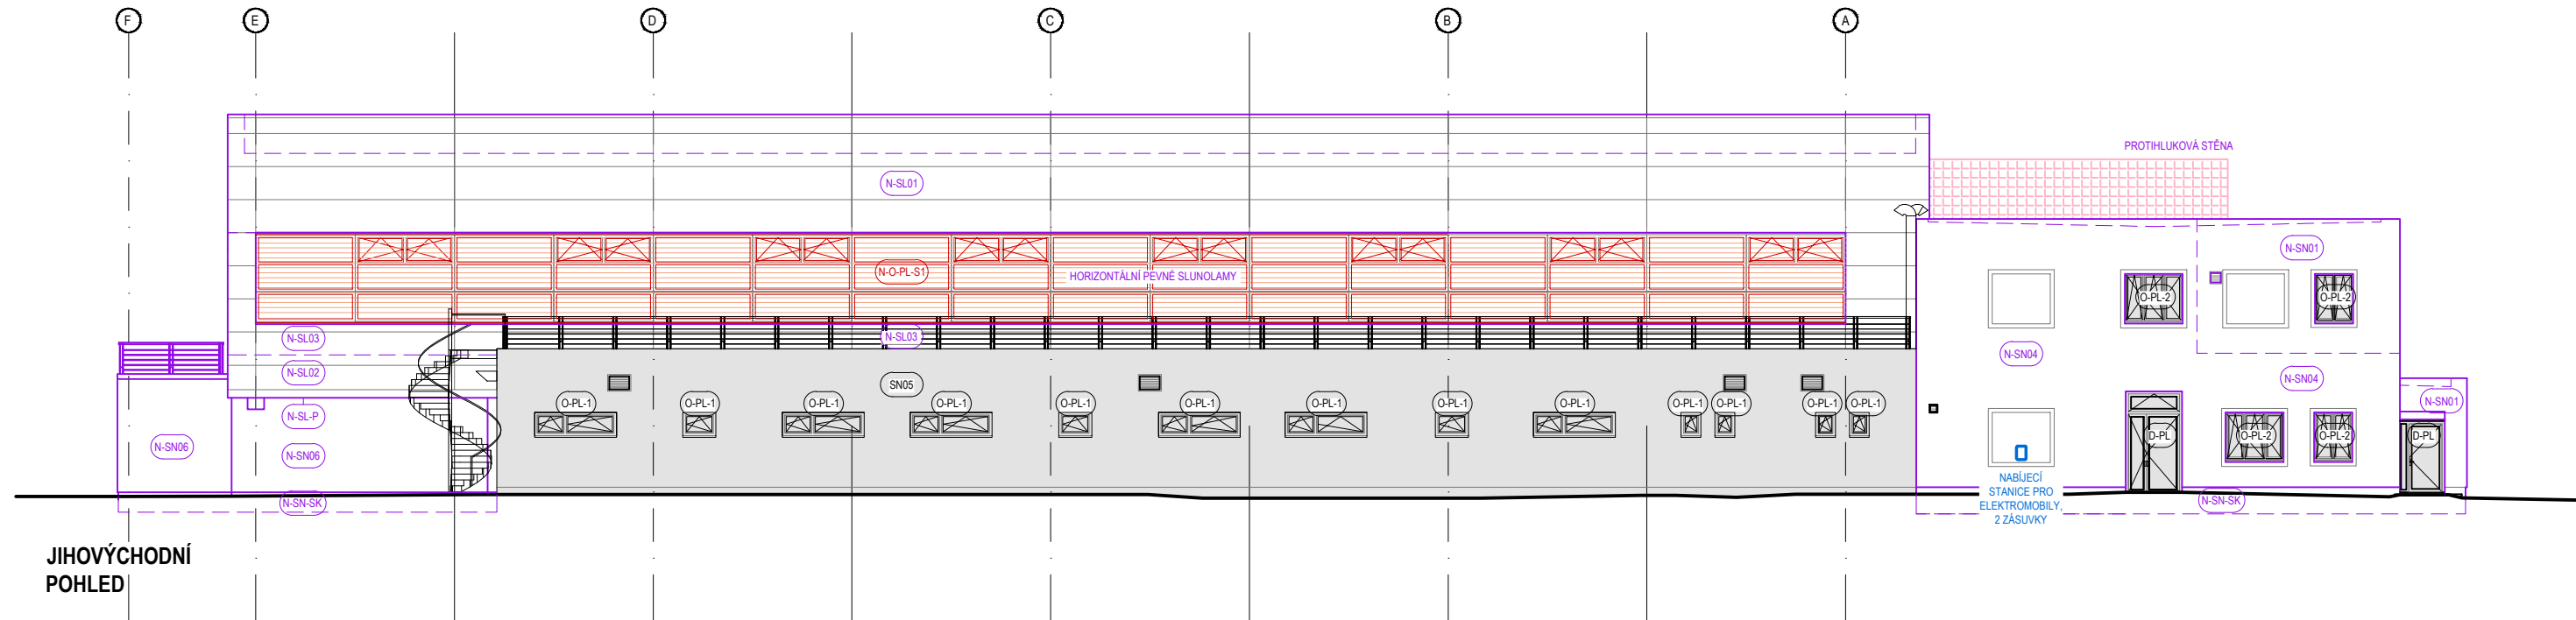 F
E
D
C
B
A
PROTIHLUKOVÁ STĚNA
N-SL01
N-SN01
N-O-PL-S1
HORIZONTÁLNÍ PEVNÉ SLUNOLAMY
O-PL-2
O-PL-2
N-SL03
N-SL03
N-SN04
N-SL02
SN05
N-SN04
O-PL-1
O-PL-1
O-PL-1
O-PL-1
O-PL-1
O-PL-1
O-PL-1
O-PL-1
O-PL-1
O-PL-1
O-PL-1
O-PL-1
O-PL-1
N-SN01
N-SL-P
N-SN06
N-SN06
D-PL
O-PL-2
O-PL-2
D-PL
N-SN-SK
NABÍJECÍ
STANICE PRO
ELEKTROMOBILY,
2 ZÁSUVKY
N-SN-SK
JIHOVÝCHODNÍ
POHLED